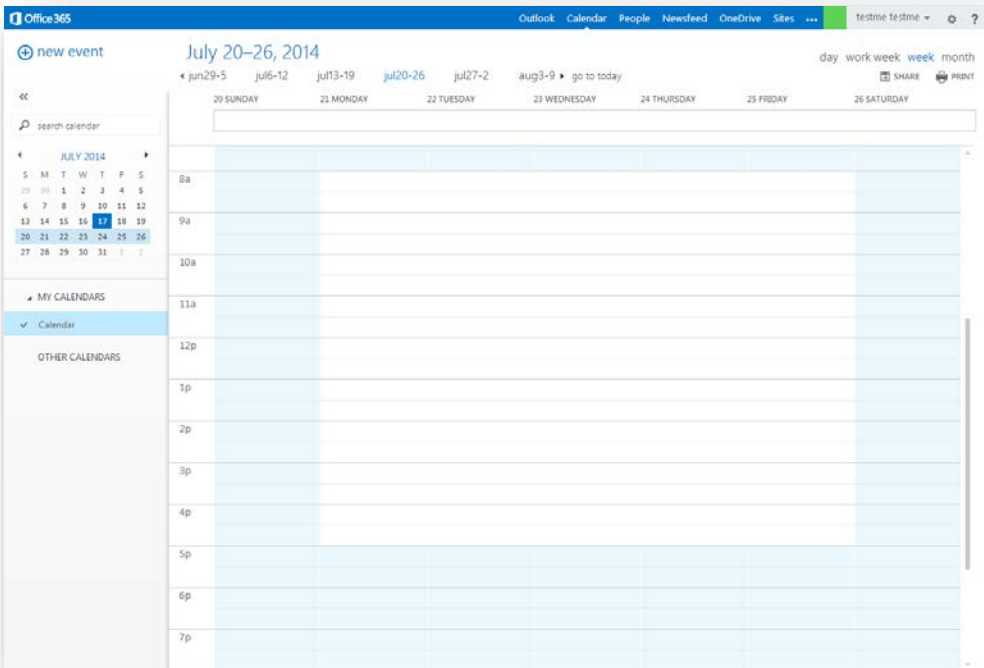 Office 365
Outlook Calendar People Newsfeed OneDrive Sites ••• testme testme ?
new event
July 20–26, 2014
day work week week month
jun29-5 jul6-12 jul13-19 jul20-26 jul27-2 aug3-9 go to today
SHARE PRINT
«
20 SUNDAY 21 MONDAY 22 TUESDAY 23 WEDNESDAY 24 THURSDAY 25 FRIDAY 26 SATURDAY
search calendar
JULY 2014
S M T W T F S
29 30 1 2 3 4 5
6 7 8 9 10 11 12
13 14 15 16 17 18 19
20 21 22 23 24 25 26
27 28 29 30 31 1 2
MY CALENDARS
Calendar
OTHER CALENDARS
8a
9a
10a
11a
12p
1p
2p
3p
4p
5p
6p
7p